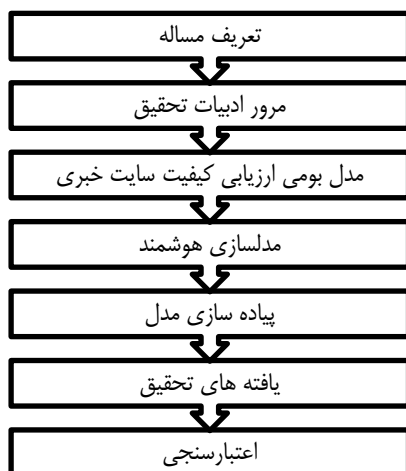 تعریف مساله
مرور ادبیات تحقیق
مدل بومی ارزیابی کیفیت سایت خبری
مدلسازی هوشمند
پیاده سازی مدل
یافته های تحقیق
اعتبارسنجی